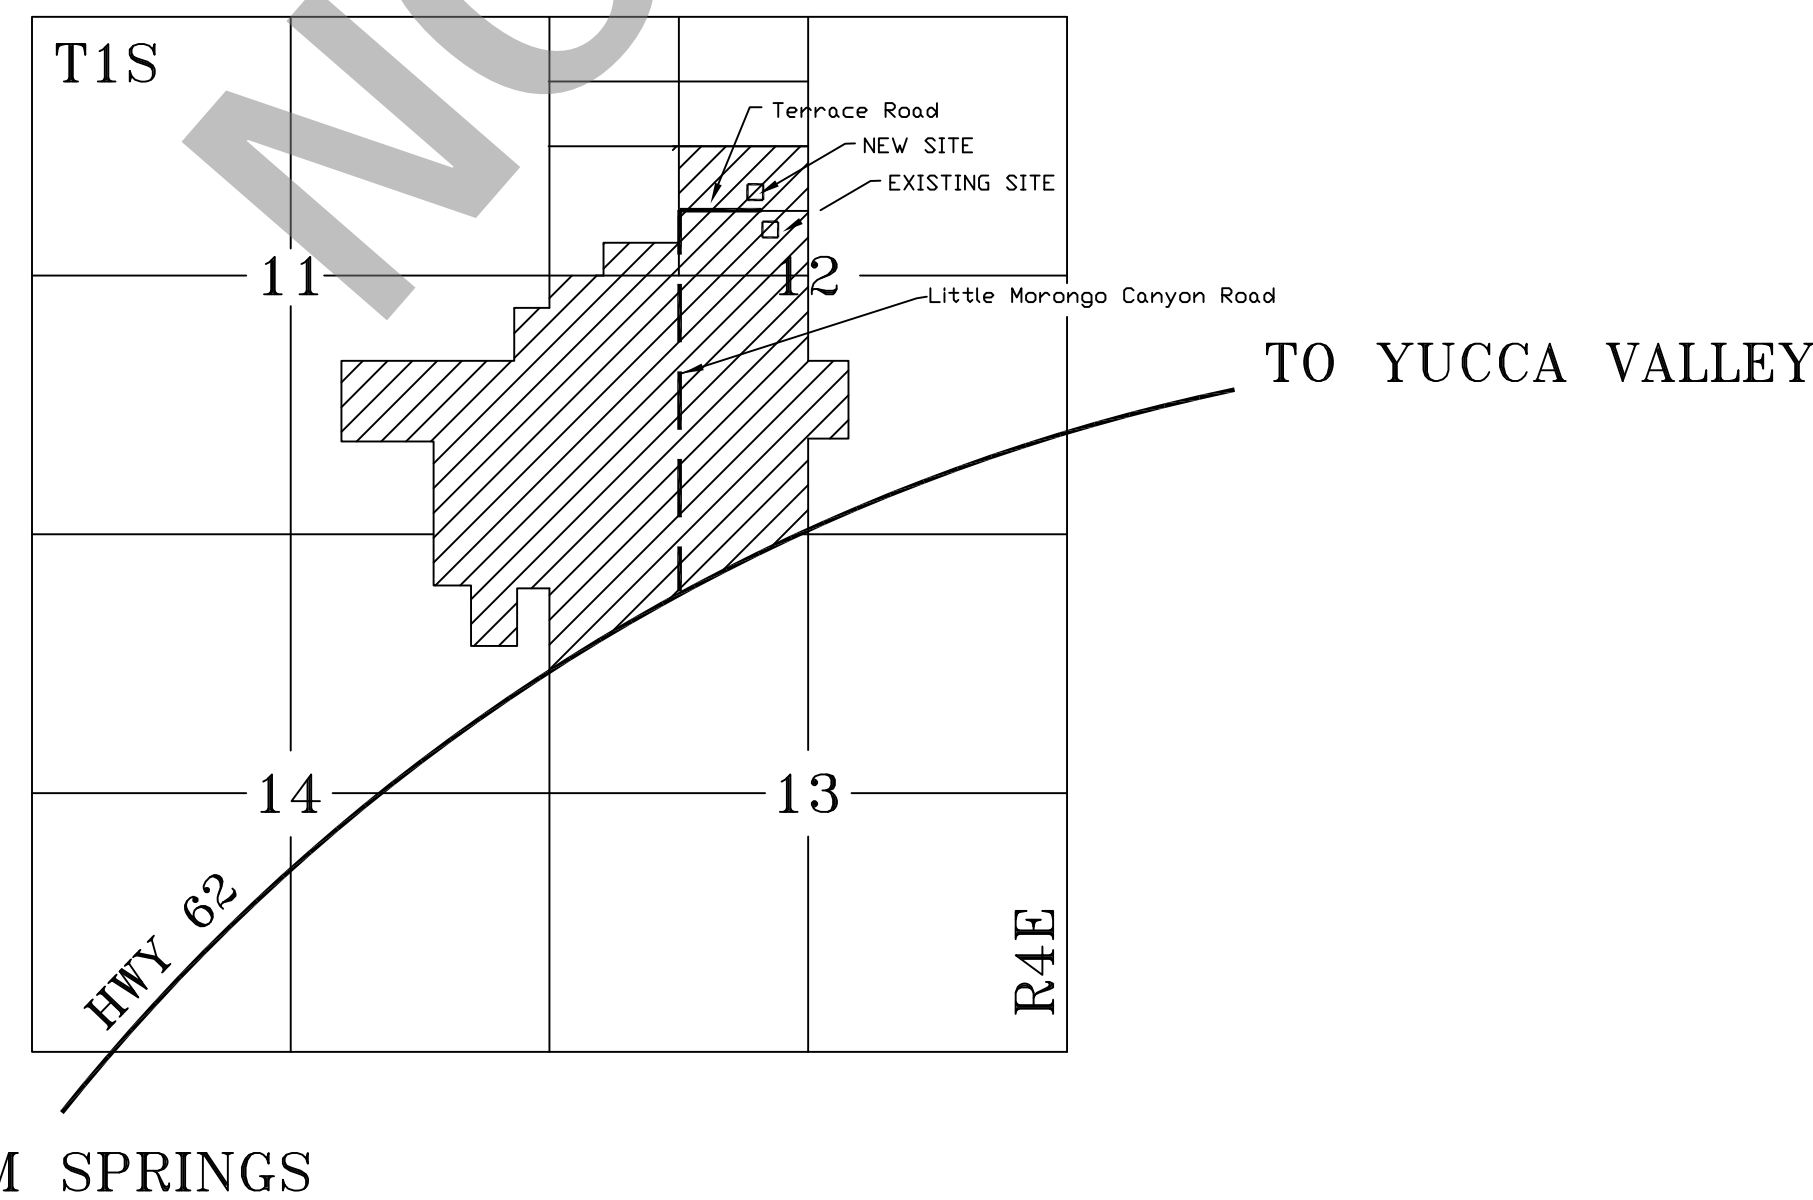 T1S
Terrace Road
NEW SITE
EXISTING SITE
11
12
Little Morongo Canyon Road
TO YUCCA VALLEY
14
13
HWY 62
R4E
SPRINGS